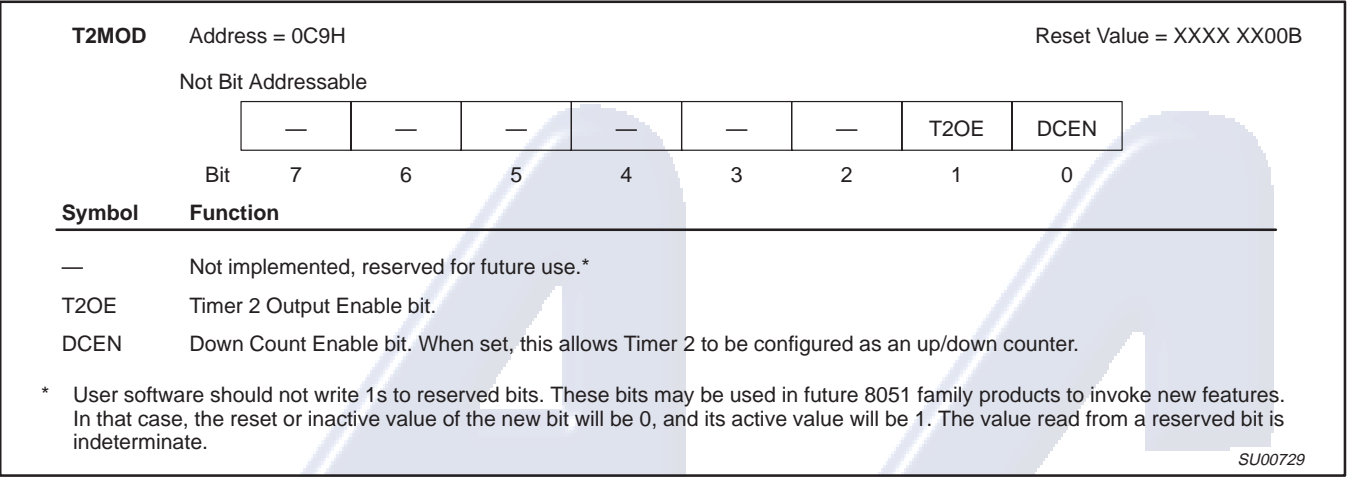 T2MOD Address = 0C9H Reset Value = XXXX XX00B
Not Bit Addressable
— — — — — — T2OE DCEN
Bit 7 6 5 4 3 2 1 0
Symbol Function
— Not implemented, reserved for future use.*
T2OE Timer 2 Output Enable bit.
DCEN Down Count Enable bit. When set, this allows Timer 2 to be configured as an up/down counter.
* User software should not write 1s to reserved bits. These bits may be used in future 8051 family products to invoke new features.
In that case, the reset or inactive value of the new bit will be 0, and its active value will be 1. The value read from a reserved bit is
indeterminate.
SU00729